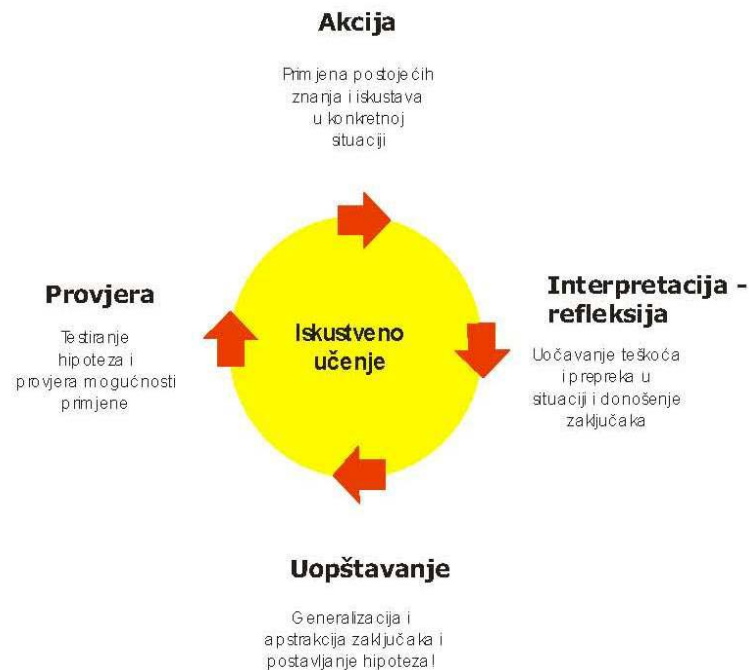 Akcija
Primjena postojećih
znanja i iskustava
u konkretnoj
situaciji
Interpretacija -
refleksija
Uočavanje teškoća
i prepreka u
situaciji i donošenje
zaključaka
Uopštavanje
Generalizacija i
apstrakcija zaključaka i
postavljanje hipoteza!
Provjera
Testiranje
hipoteza i
provjera mogućnosti
primjene
Iskustveno
učenje